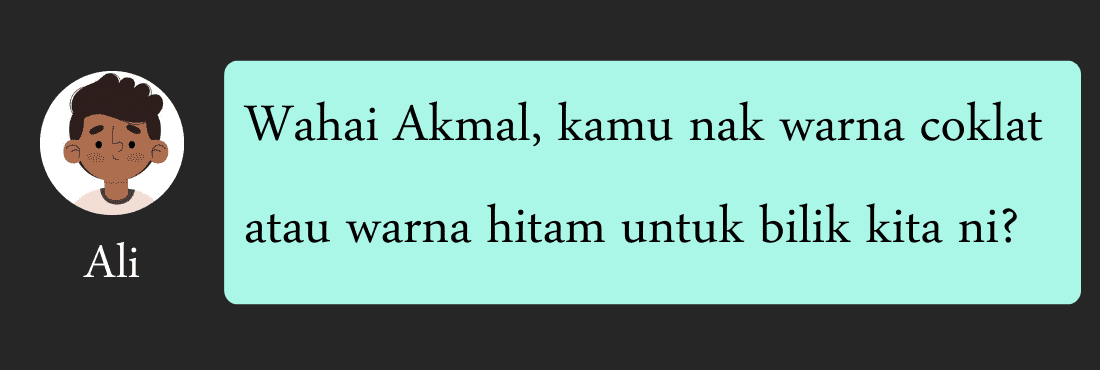 Wahai Akmal, kamu nak warna coklat
atau warna hitam untuk bilik kita ni?
Ali